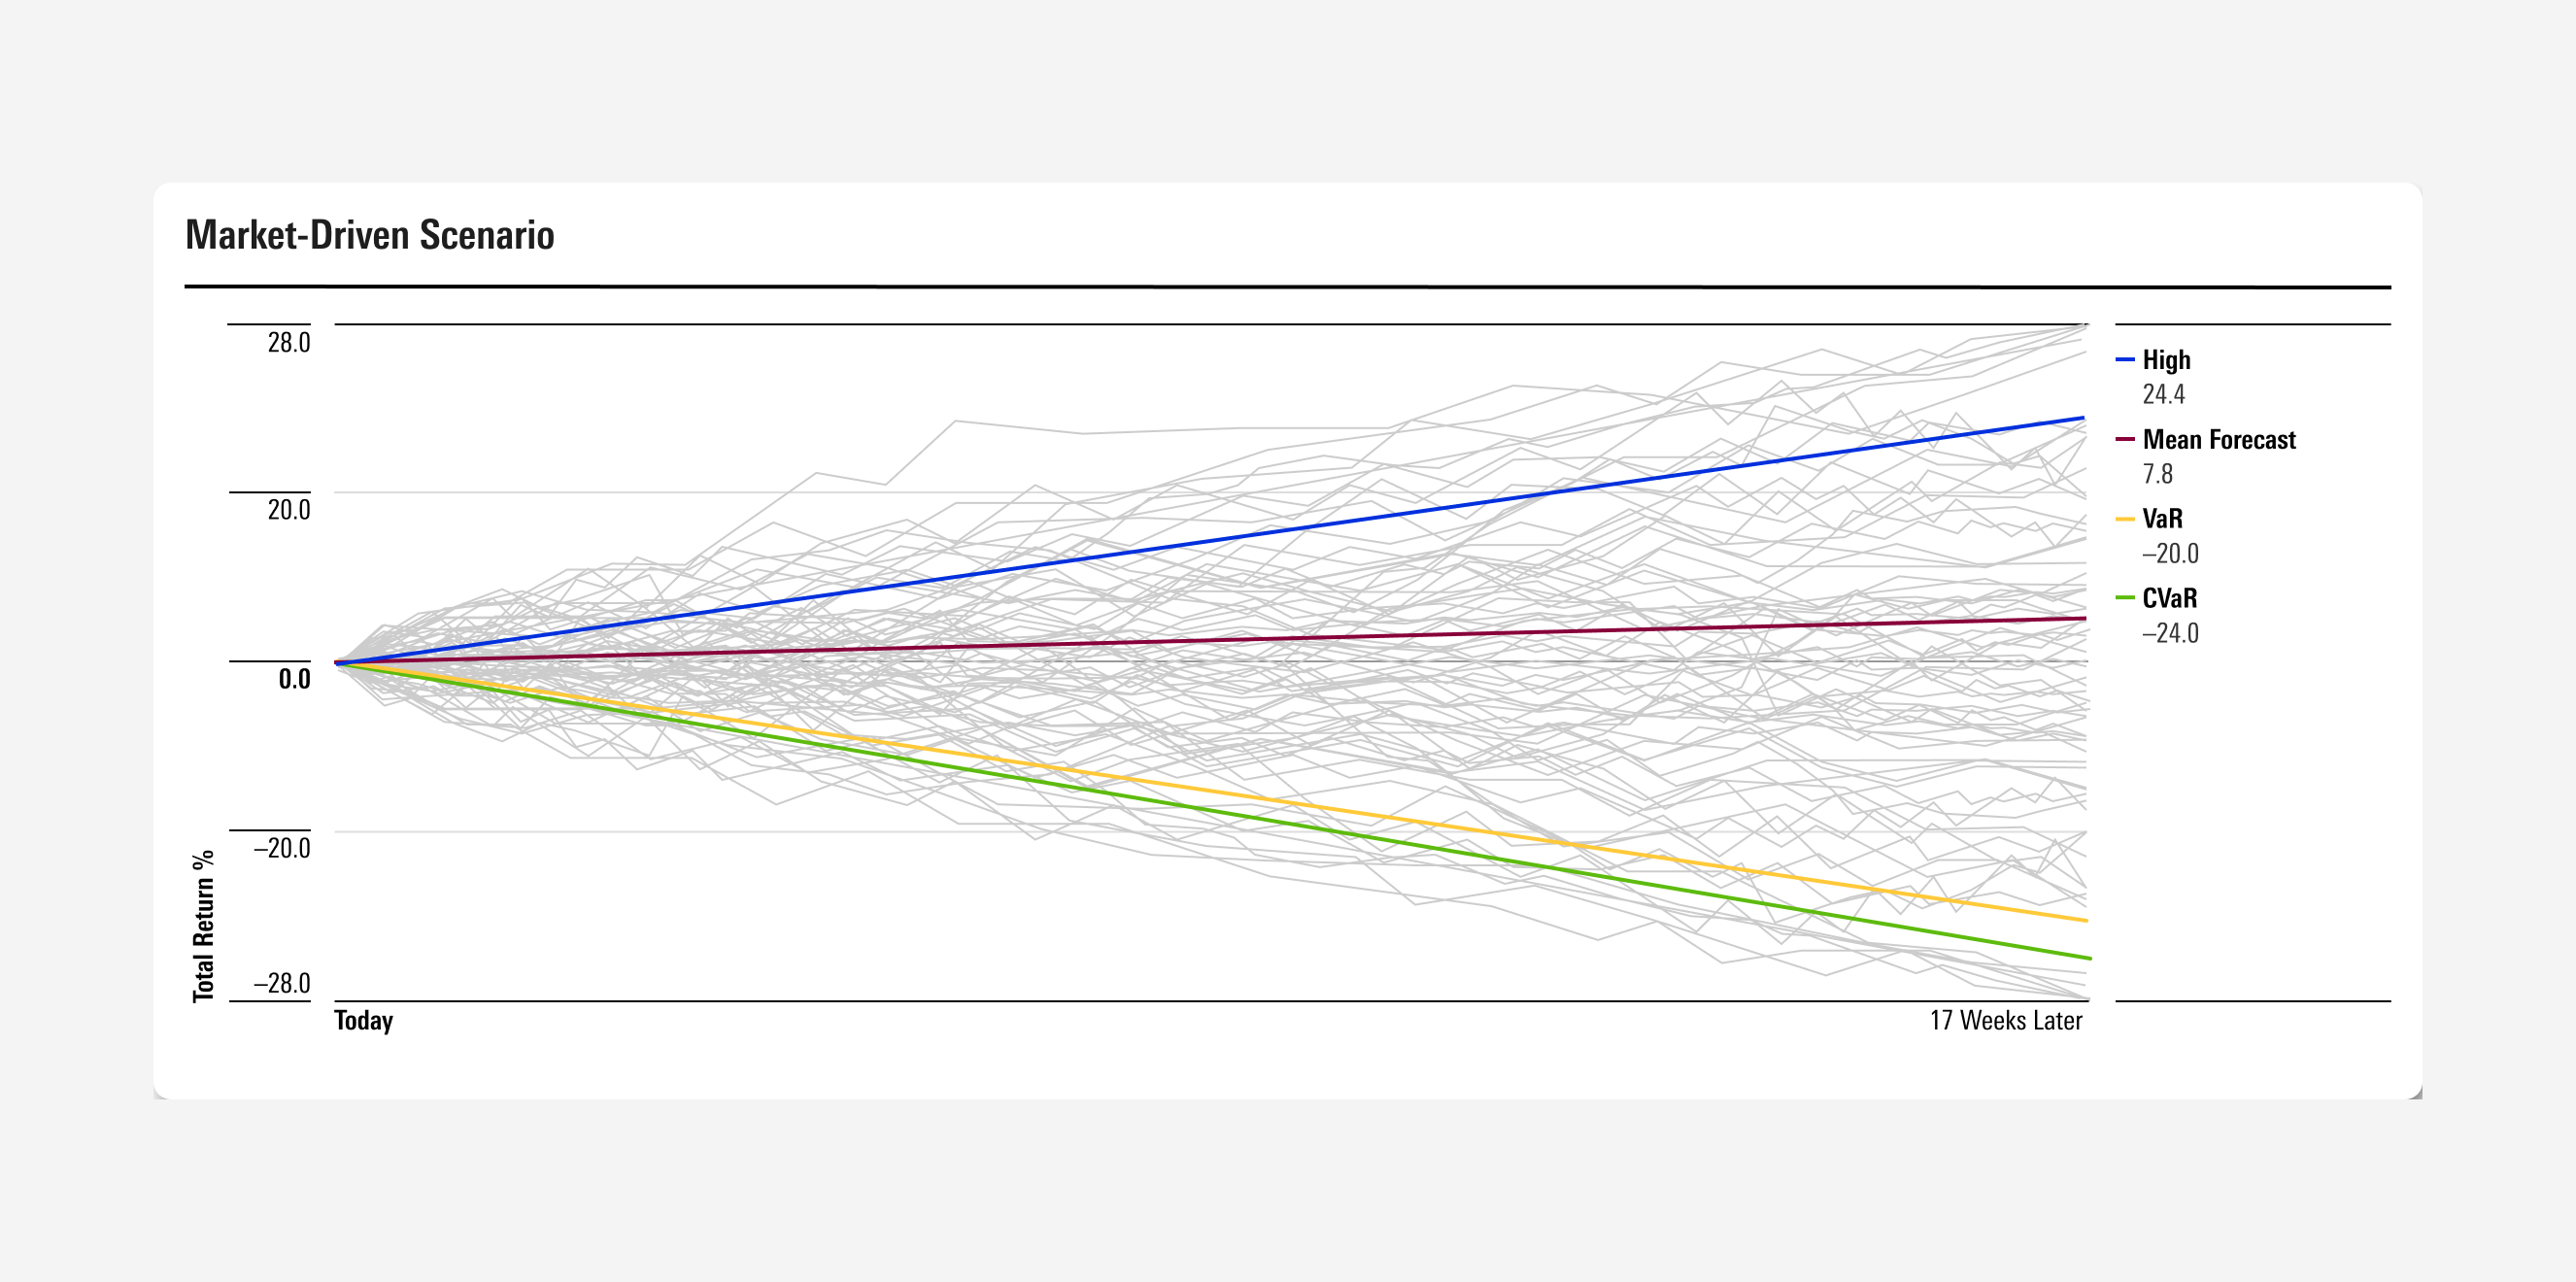 Market-Driven Scenario
28.0
20.0
0.0
–20.0
–28.0
Total Return %
Today
17 Weeks Later
High
24.4
Mean Forecast
7.8
VaR
–20.0
CVaR
–24.0